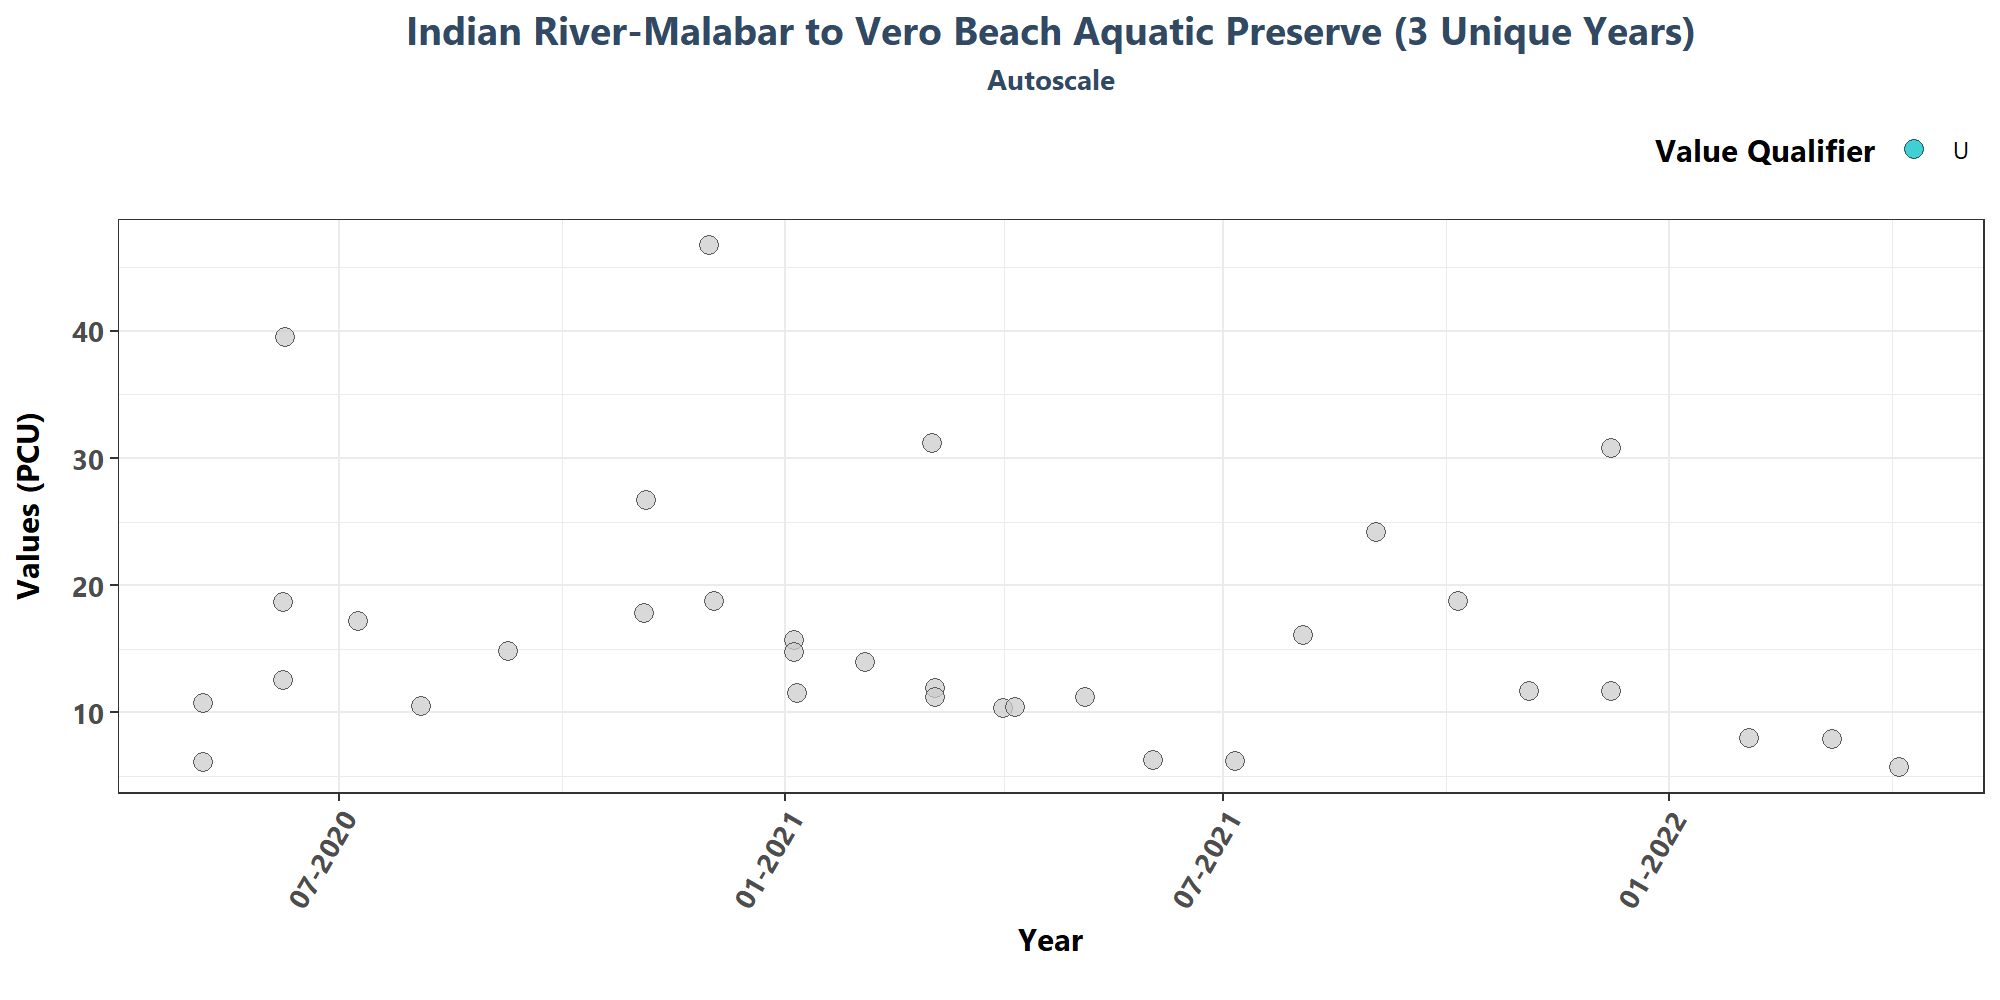 Indian River-Malabar to Vero Beach Aquatic Preserve (3 Unique Years)
Autoscale
Value Qualifier U
Values (PCU)
40
30
20
10
07-2020
01-2021
07-2021
01-2022
Year